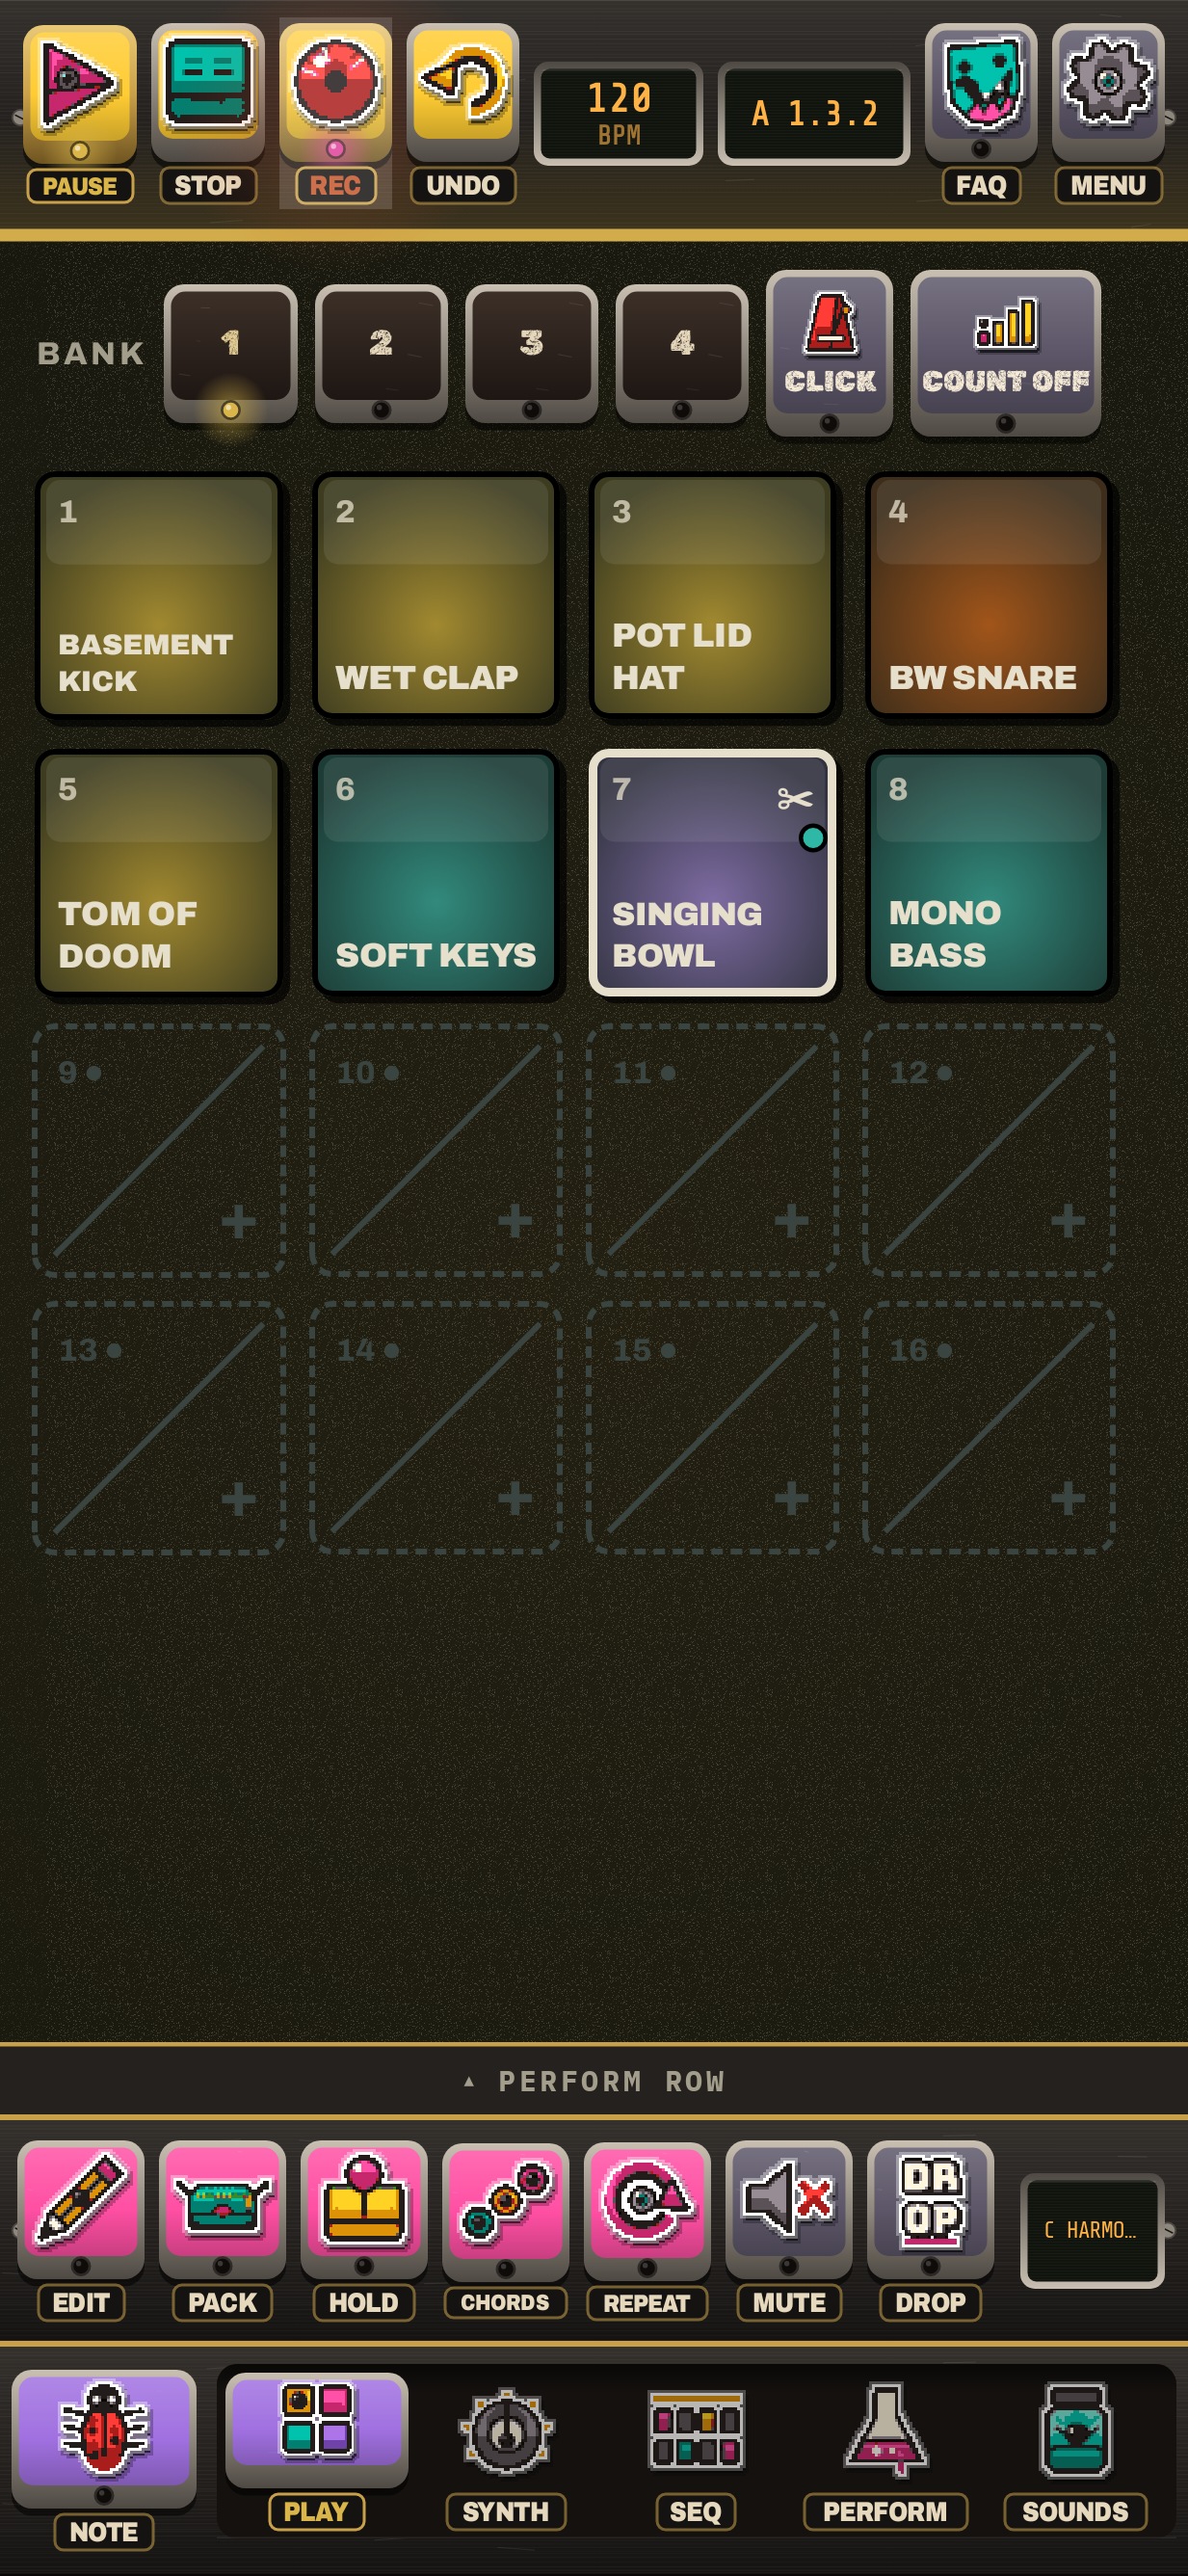 120
BPM
A 1.3.2
PAUSE
STOP
REC
UNDO
FAQ
MENU
BANK
1
2
3
4
CLICK
COUNT OFF
1
BASEMENT
KICK
2
WET CLAP
3
POT LID
HAT
4
BW SNARE
5
TOM OF
DOOM
6
SOFT KEYS
7
SINGING
BOWL
8
MONO
BASS
9
10
11
12
13
14
15
16
PERFORM ROW
DR
OP
C HARMO…
EDIT
PACK
HOLD
CHORDS
REPEAT
MUTE
DROP
NOTE
PLAY
SYNTH
SEQ
PERFORM
SOUNDS